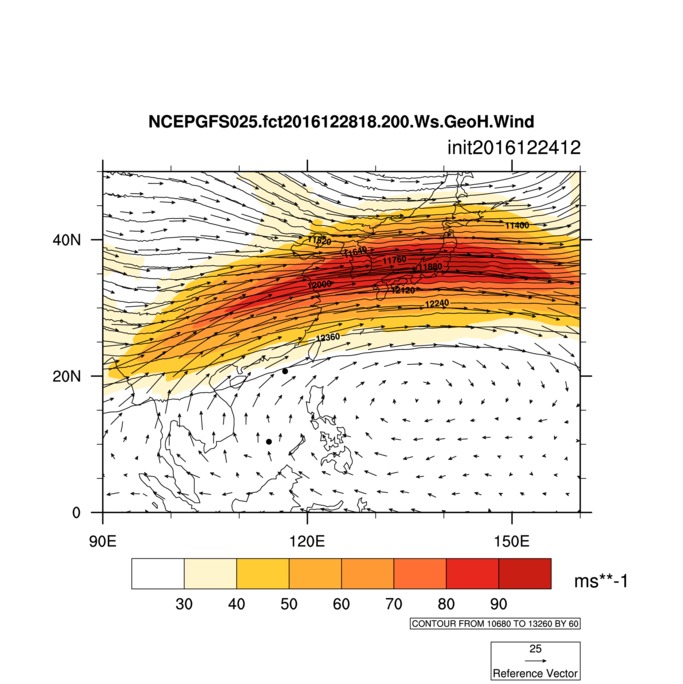 NCEPGFS025.fct2016122818.200.Ws.GeoH.Wind
init2016122412
11400
11520
40N
11640
11760
11880
12000
12120
12240
12360
20N
0
90E 120E 150E
ms**-1
30 40 50 60 70 80 90
CONTOUR FROM 10680 TO 13260 BY 60
25
Reference Vector